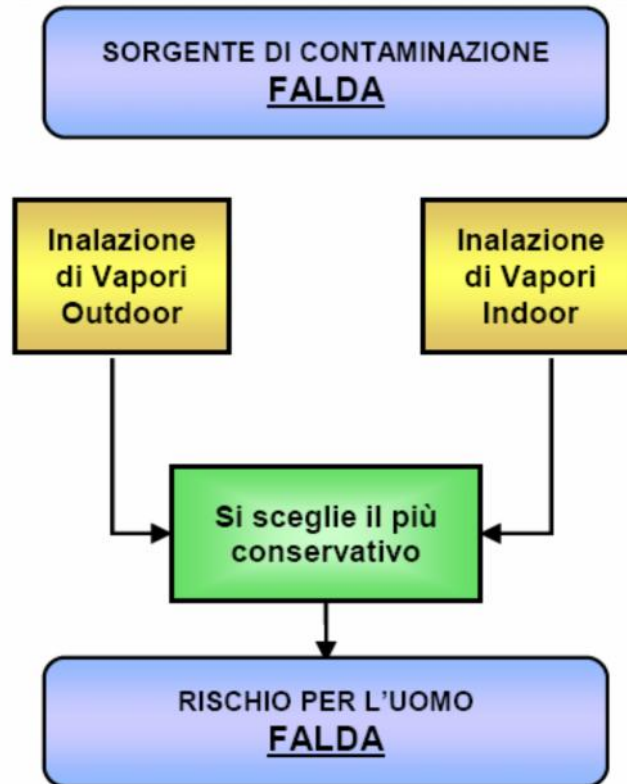 SORGENTE DI CONTAMINAZIONE
FALDA
Inalazione
di Vapori
Outdoor
Inalazione
di Vapori
Indoor
Si sceglie il più
conservativo
RISCHIO PER L'UOMO
FALDA